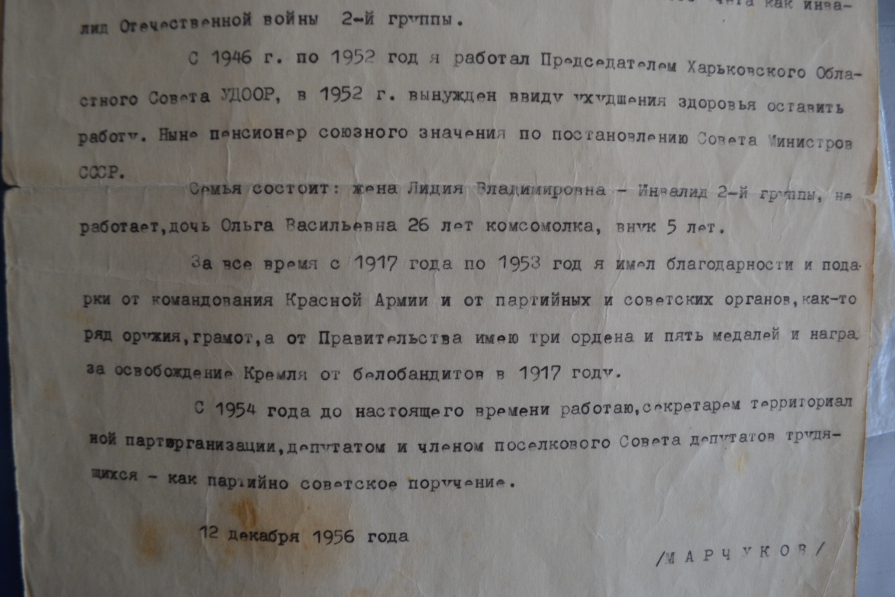 как инва-
лид Отечественной войны 2-й группы.
С 1946 г. по 1952 год я работал Председателем Харьковского Обла-
стного Совета УДООР, в 1952 г. вынужден ввиду ухудшения здоровья оставить
работу. Ныне пенсионер союзного значения по постановлению Совета Министров
СССР.
Семья состоит: жена Лидия Владимировна - Инвалид 2-й группы, не
работает,дочь Ольга Васильевна 26 лет комсомолка, внук 5 лет.
За все время с 1917 года по 1953 год я имел благодарности и пода-
рки от командования Красной Армии и от партийных и советских органов,как-то
ряд оружия,грамот,а от Правительства имею три ордена и пять медалей и награ
за освобождение Кремля от белобандитов в 1917 году.
С 1954 года до настоящего времени работаю,секретарем территориал
ной парторганизации,депутатом и членом поселкового Совета депутатов трудя-
щихся - как партийно советское поручение.
12 декабря 1956 года
/МАРЧУКОВ/